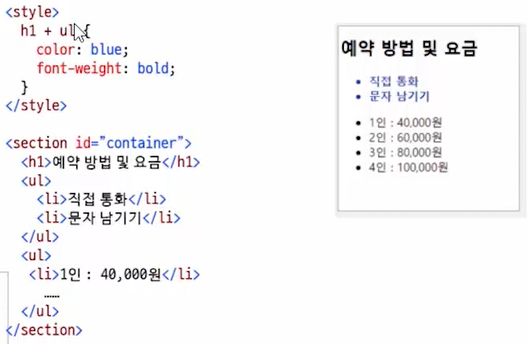 <style>
h1 + ul {
color: blue;
font-weight: bold;
}
</style>
<section id="container">
<h1>예약 방법 및 요금</h1>
<ul>
<li>직접 통화</li>
<li>문자 남기기</li>
</ul>
<ul>
<li>1인 : 40,000원</li>
……
</ul>
</section>
예약 방법 및 요금
• 직접 통화
• 문자 남기기
• 1인 : 40,000원
• 2인 : 60,000원
• 3인 : 80,000원
• 4인 : 100,000원